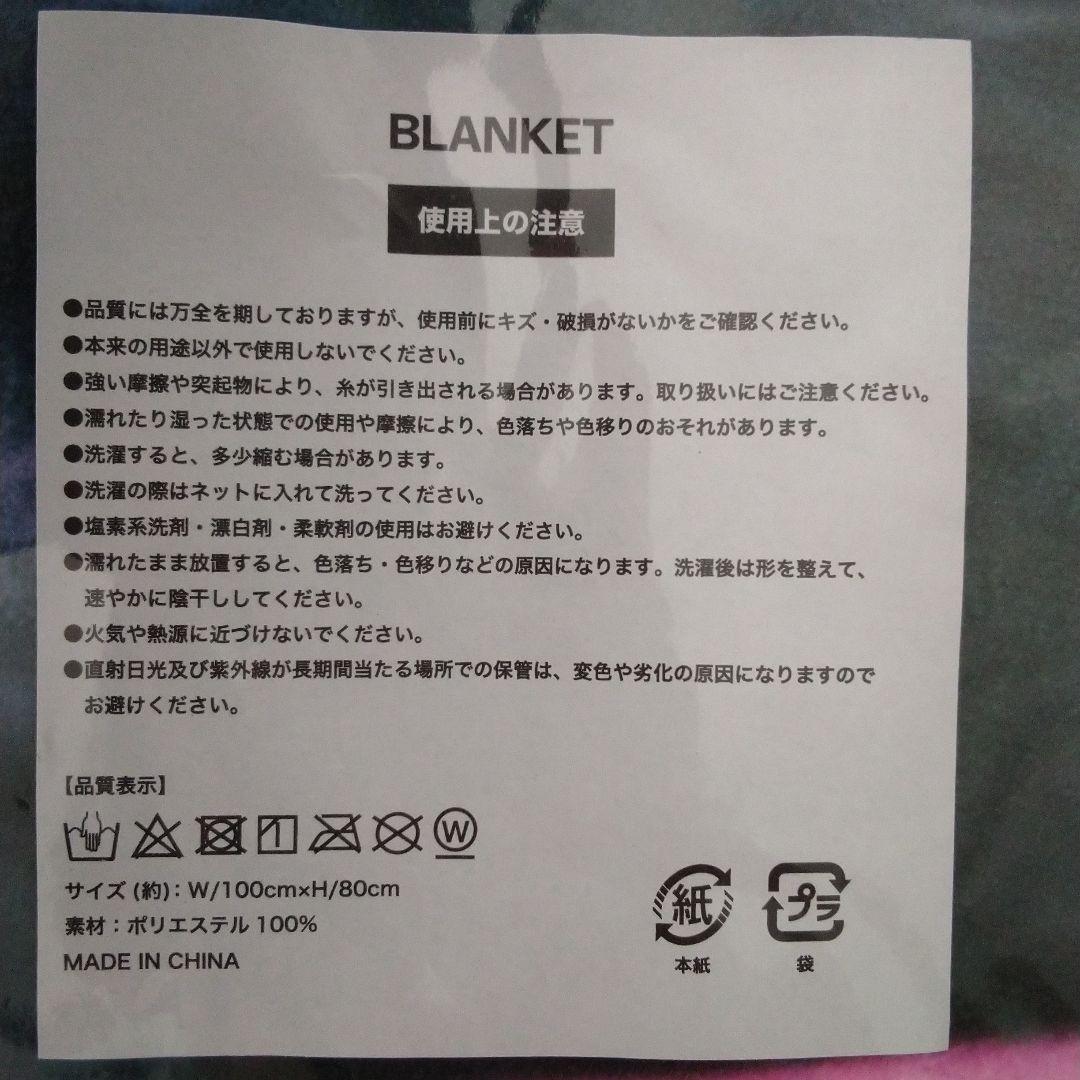 BLANKET
使用上の注意
●品質には万全を期しておりますが、使用前にキズ・破損がないかをご確認ください。
●本来の用途以外で使用しないでください。
●強い摩擦や突起物により、糸が引き出される場合があります。取り扱いにはご注意ください。
●濡れたり湿った状態での使用や摩擦により、色落ちや色移りのおそれがあります。
●洗濯すると、多少縮む場合があります。
●洗濯の際はネットに入れて洗ってください。
●塩素系洗剤・漂白剤・柔軟剤の使用はお避けください。
●濡れたまま放置すると、色落ち・色移りなどの原因になります。洗濯後は形を整えて、
速やかに陰干ししてください。
●火気や熱源に近づけないでください。
●直射日光及び紫外線が長期間当たる場所での保管は、変色や劣化の原因になりますので
お避けください。
【品質表示】
W
サイズ (約)：W/100cm×H/80cm
素材：ポリエステル 100%
MADE IN CHINA
紙
本紙
プラ
袋